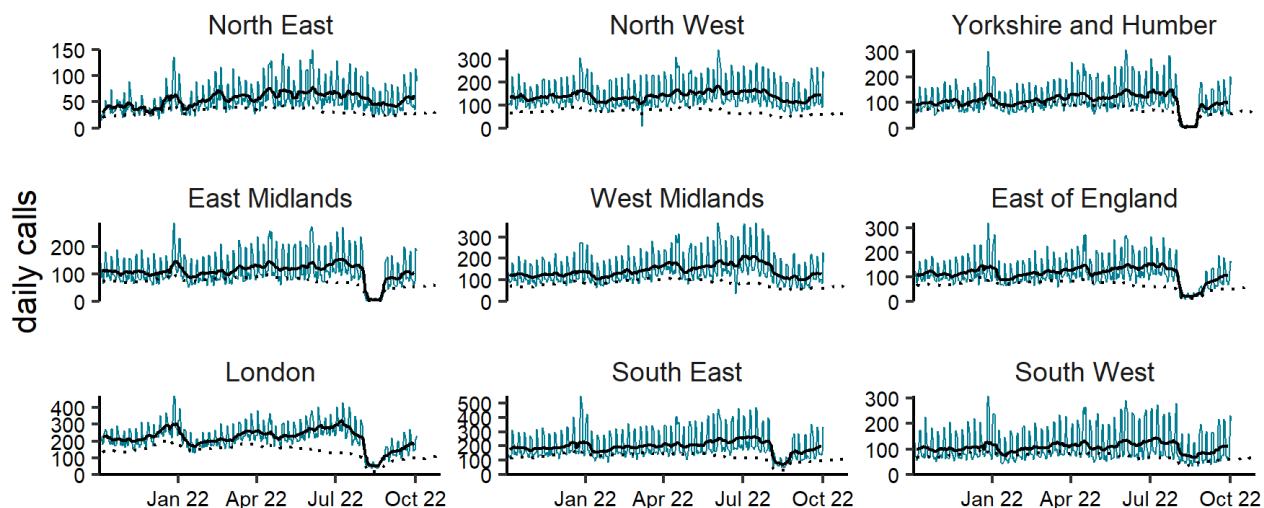 North East
North West
Yorkshire and Humber
150
100
50
0
300
200
100
0
300
200
100
0
East Midlands
West Midlands
East of England
200
100
0
300
200
100
0
300
200
100
0
daily calls
London
South East
South West
400
300
200
100
0
500
400
300
200
100
0
300
200
100
0
Jan 22 Apr 22 Jul 22 Oct 22
Jan 22 Apr 22 Jul 22 Oct 22
Jan 22 Apr 22 Jul 22 Oct 22